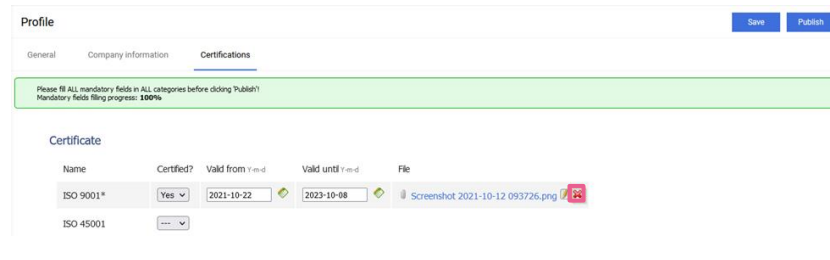 Profile
Save Publish
General Company information Certifications
Please fill ALL mandatory fields in ALL categories before clicking 'Publish'!
Mandatory fields filling progress: 100%
Certificate
Name Certified? Valid from Y-m-d Valid until Y-m-d File
ISO 9001* Yes 2021-10-22 2023-10-08 Screenshot 2021-10-12 093726.png
ISO 45001 ---